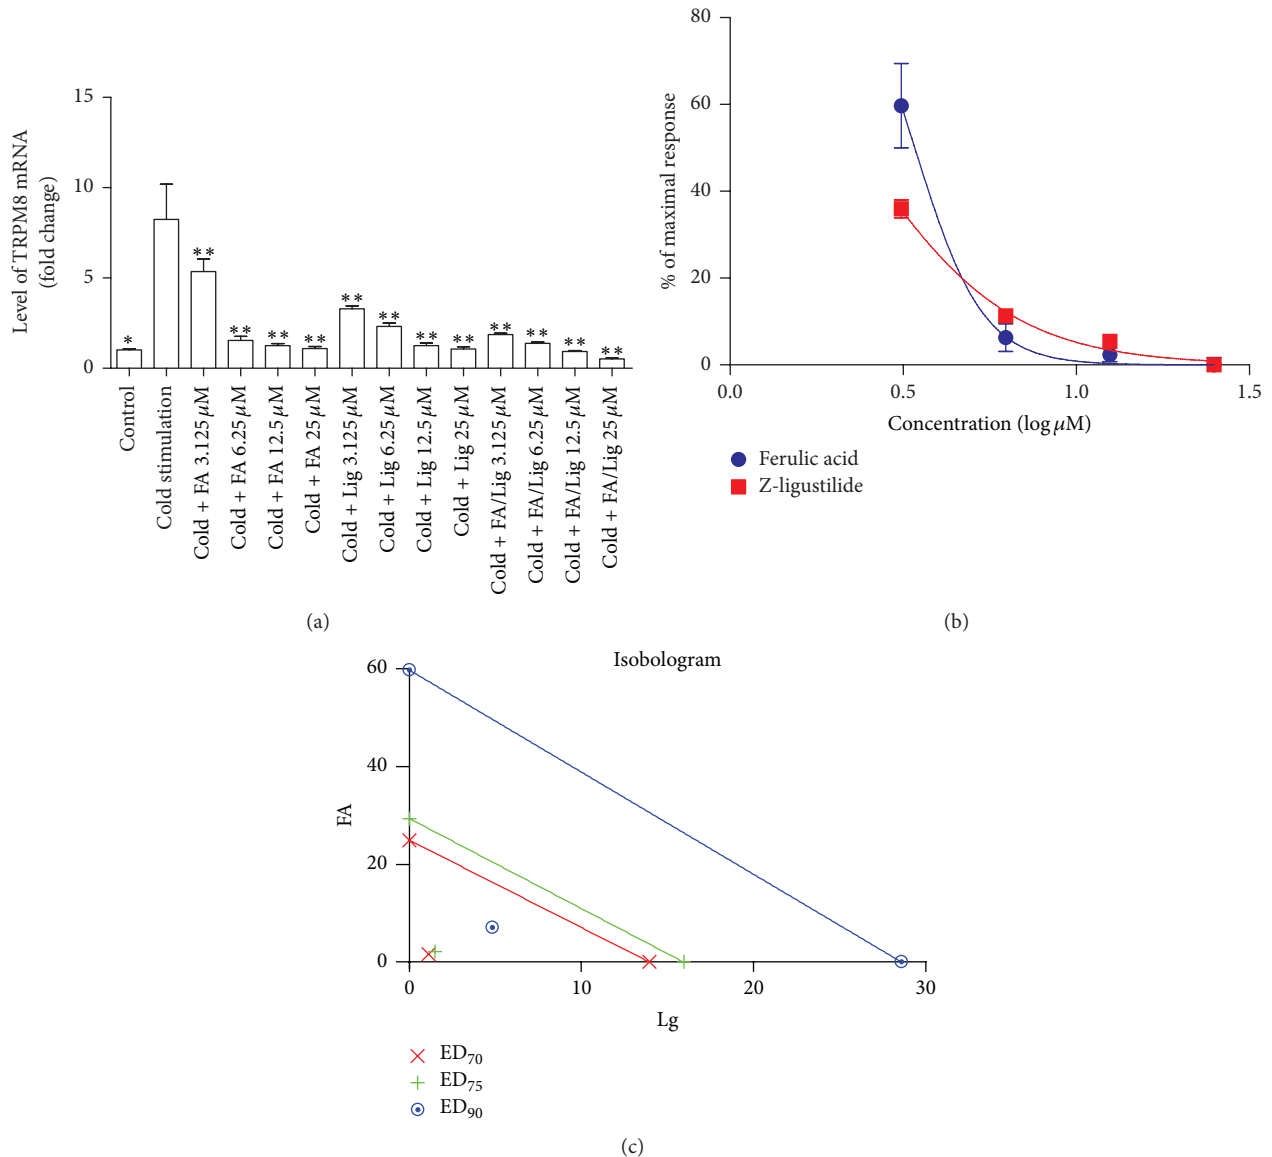 Level of TRPM8 mRNA
(fold change)
15
10
5
0
*
**
**
**
**
**
**
**
**
**
**
**
**
Control
Cold stimulation
Cold + FA 3.125 μM
Cold + FA 6.25 μM
Cold + FA 12.5 μM
Cold + FA 25 μM
Cold + Lig 3.125 μM
Cold + Lig 6.25 μM
Cold + Lig 12.5 μM
Cold + Lig 25 μM
Cold + FA/Lig 3.125 μM
Cold + FA/Lig 6.25 μM
Cold + FA/Lig 12.5 μM
Cold + FA/Lig 25 μM
(a)
% of maximal response
80
60
40
20
0
0.0 0.5 1.0 1.5
Concentration (log μM)
Ferulic acid
Z-ligustilide
(b)
Isobologram
FA
60
40
20
0
0 10 20 30
Lg
ED70
ED75
ED90
(c)